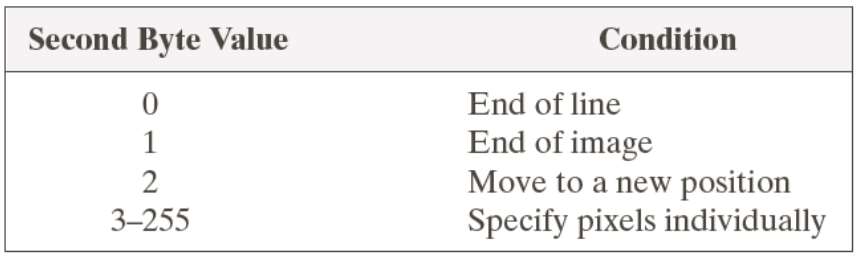 Second Byte Value Condition
0 End of line
1 End of image
2 Move to a new position
3–255 Specify pixels individually